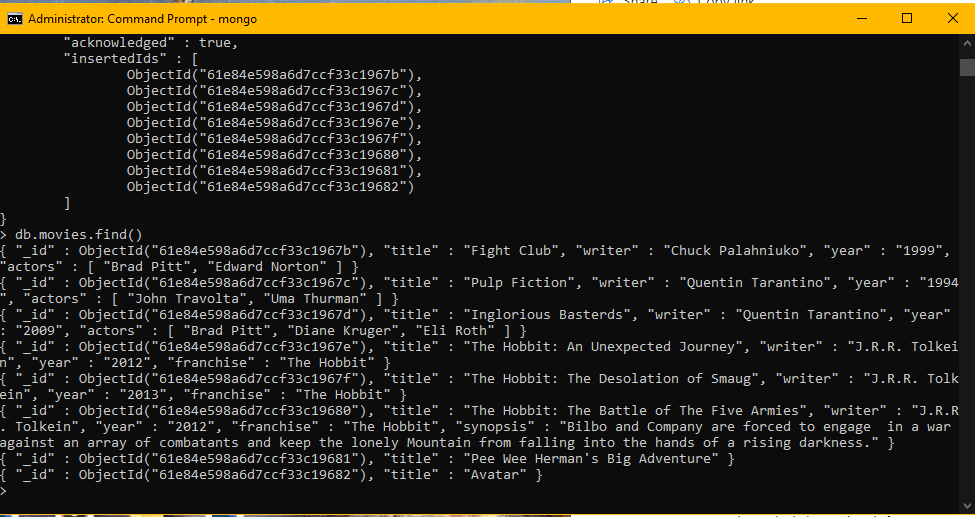 Administrator: Command Prompt - mongo
"acknowledged" : true,
"insertedIds" : [
ObjectId("61e84e598a6d7ccf33c1967b"),
ObjectId("61e84e598a6d7ccf33c1967c"),
ObjectId("61e84e598a6d7ccf33c1967d"),
ObjectId("61e84e598a6d7ccf33c1967e"),
ObjectId("61e84e598a6d7ccf33c1967f"),
ObjectId("61e84e598a6d7ccf33c19680"),
ObjectId("61e84e598a6d7ccf33c19681"),
ObjectId("61e84e598a6d7ccf33c19682")
]
}
> db.movies.find()
{ "_id" : ObjectId("61e84e598a6d7ccf33c1967b"), "title" : "Fight Club", "writer" : "Chuck Palahniuko", "year" : "1999",
"actors" : [ "Brad Pitt", "Edward Norton" ] }
{ "_id" : ObjectId("61e84e598a6d7ccf33c1967c"), "title" : "Pulp Fiction", "writer" : "Quentin Tarantino", "year" : "1994
", "actors" : [ "John Travolta", "Uma Thurman" ] }
{ "_id" : ObjectId("61e84e598a6d7ccf33c1967d"), "title" : "Inglorious Basterds", "writer" : "Quentin Tarantino", "year"
: "2009", "actors" : [ "Brad Pitt", "Diane Kruger", "Eli Roth" ] }
{ "_id" : ObjectId("61e84e598a6d7ccf33c1967e"), "title" : "The Hobbit: An Unexpected Journey", "writer" : "J.R.R. Tolkei
n", "year" : "2012", "franchise" : "The Hobbit" }
{ "_id" : ObjectId("61e84e598a6d7ccf33c1967f"), "title" : "The Hobbit: The Desolation of Smaug", "writer" : "J.R.R. Tolk
ein", "year" : "2013", "franchise" : "The Hobbit" }
{ "_id" : ObjectId("61e84e598a6d7ccf33c19680"), "title" : "The Hobbit: The Battle of The Five Armies", "writer" : "J.R.R
. Tolkein", "year" : "2012", "franchise" : "The Hobbit", "synopsis" : "Bilbo and Company are forced to engage  in a war
against an array of combatants and keep the lonely Mountain from falling into the hands of a rising darkness." }
{ "_id" : ObjectId("61e84e598a6d7ccf33c19681"), "title" : "Pee Wee Herman's Big Adventure" }
{ "_id" : ObjectId("61e84e598a6d7ccf33c19682"), "title" : "Avatar" }
>